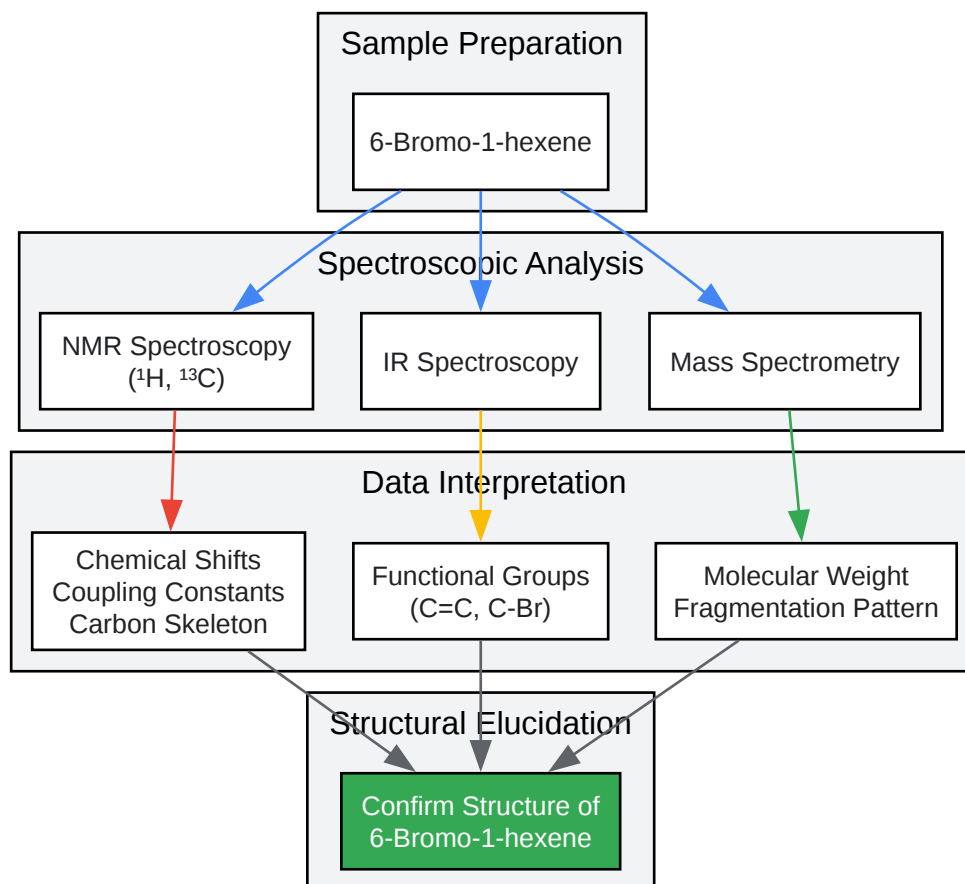 Sample Preparation
6-Bromo-1-hexene
Spectroscopic Analysis
NMR Spectroscopy
(¹H, ¹³C)
IR Spectroscopy
Mass Spectrometry
Data Interpretation
Chemical Shifts
Coupling Constants
Carbon Skeleton
Functional Groups
(C=C, C-Br)
Molecular Weight
Fragmentation Pattern
Structural Elucidation
Confirm Structure of
6-Bromo-1-hexene